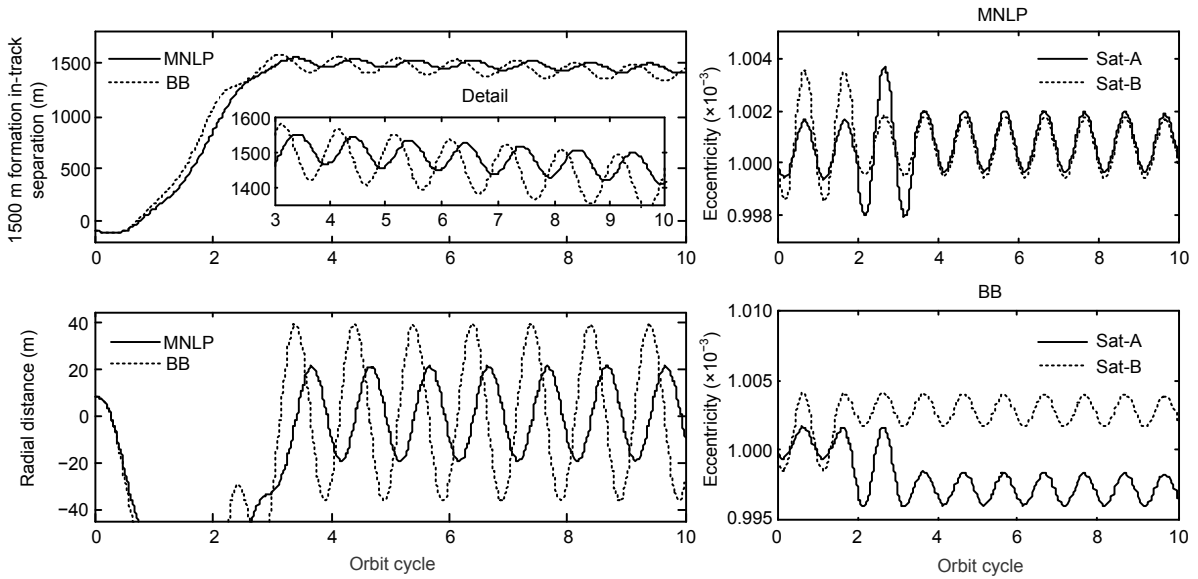 1500 m formation in-track
separation (m)
1500
1000
500
0
MNLP
BB
Detail
1600
1500
1400
3 4 5 6 7 8 9 10
0 2 4 6 8 10
MNLP
Eccentricity (×10⁻³)
1.004
1.002
1.000
0.998
Sat-A
Sat-B
0 2 4 6 8 10
Radial distance (m)
40
20
0
−20
−40
MNLP
BB
0 2 4 6 8 10
Orbit cycle
BB
Eccentricity (×10⁻³)
1.010
1.005
1.000
0.995
Sat-A
Sat-B
0 2 4 6 8 10
Orbit cycle